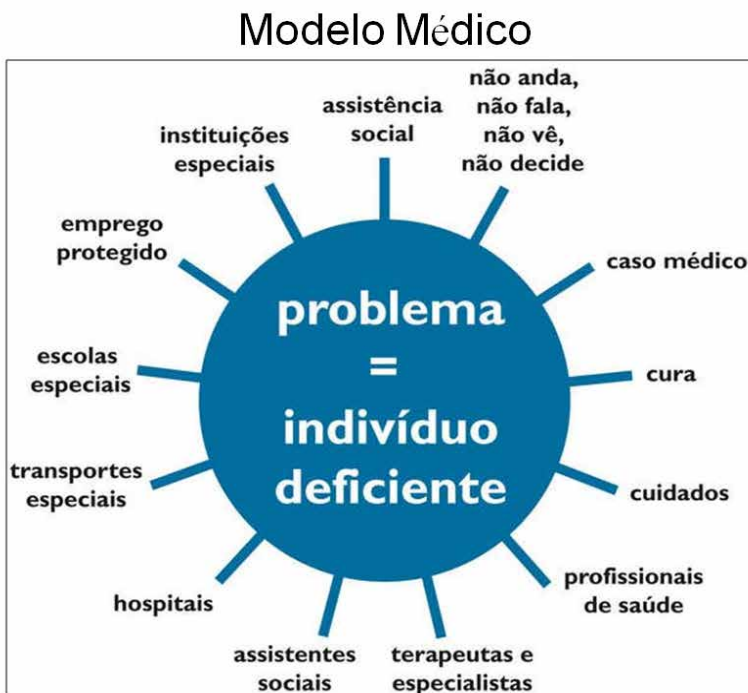 Modelo Médico
não anda,
não fala,
não vê,
não decide
assistência
social
instituições
especiais
emprego
protegido
escolas
especiais
transportes
especiais
hospitais
assistentes
sociais
terapeutas e
especialistas
profissionais
de saúde
cuidados
cura
caso médico
problema
=
indivíduo
deficiente